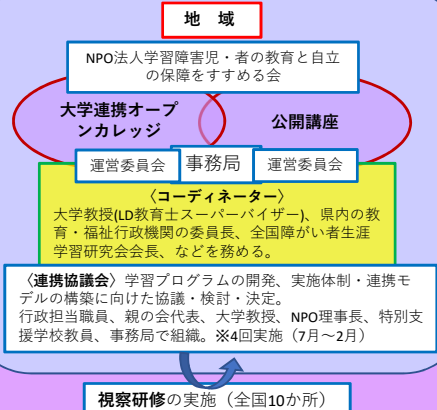 地　域
NPO法人学習障害児・者の教育と自立
の保障をすすめる会
大学連携オープ
ンカレッジ
公開講座
運営委員会
事務局
運営委員会
〈コーディネーター〉
大学教授(LD教育士スーパーバイザー)、県内の教
育・福祉行政機関の委員長、全国障がい者生涯
学習研究会会長、などを務める。
〈連携協議会〉学習プログラムの開発、実施体制・連携モ
デルの構築に向けた協議・検討・決定。
行政担当職員、親の会代表、大学教授、NPO理事長、特別支
援学校教員、事務局で組織。※4回実施（7月～2月）
視察研修の実施（全国10か所）